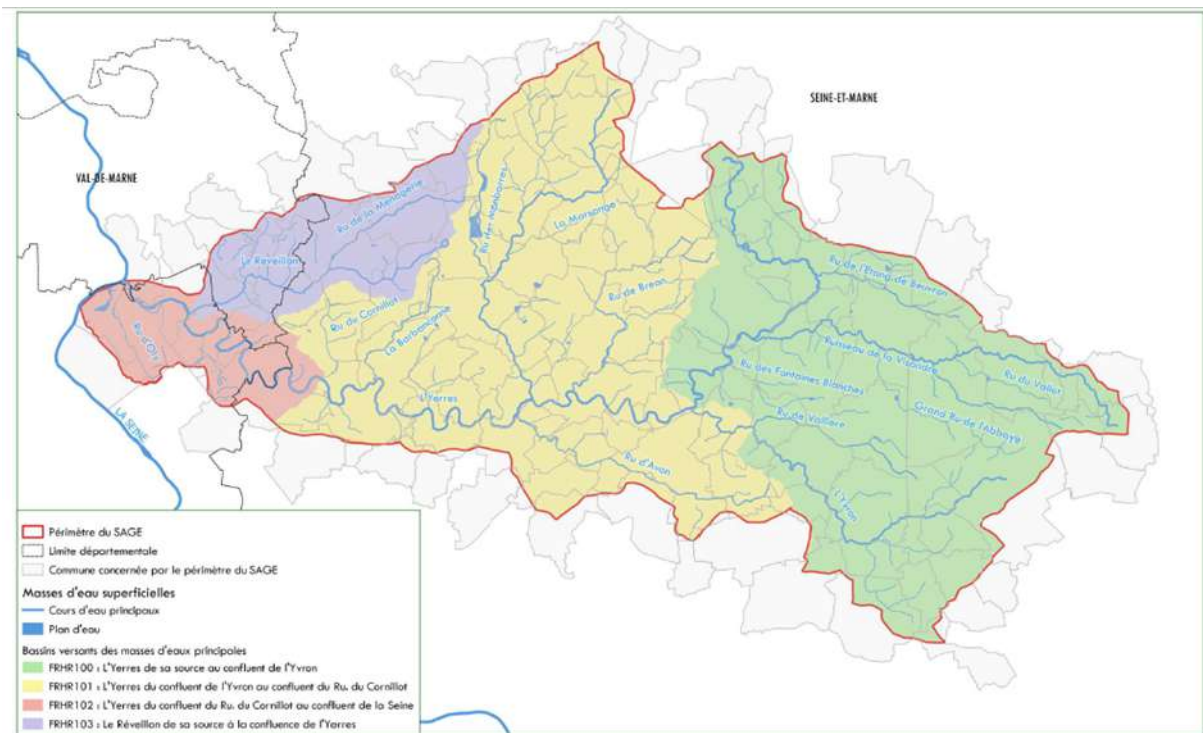 SEINE-ET-MARNE
VAL-DE-MARNE
Ru de la Ménagerie
Ru des Monbarres
La Marsange
Le Réveillon
Ru de l'Etang de Beuvron
Ru de Bréon
Ru du Cornillot
La Barbançonne
Ru d'Oly
Ruisseau de la Visandre
Ru du Vallot
Ru des Fontaines Blanches
L'Yerres
Ru de Vallière
Grand Ru de l'Abbaye
LA SEINE
Ru d'Avon
L'Yvron
Périmètre du SAGE
Limite départementale
Commune concernée par le périmètre du SAGE
Masses d'eau superficielles
Cours d'eau principaux
Plan d'eau
Bassins versants des masses d'eaux principales
FRHR100 : L'Yerres de sa source au confluent de l'Yvron
FRHR101 : L'Yerres du confluent de l'Yvron au confluent du Ru. du Cornillot
FRHR102 : L'Yerres du confluent du Ru. du Cornillot au confluent de la Seine
FRHR103 : Le Réveillon de sa source à la confluence de l'Yerres